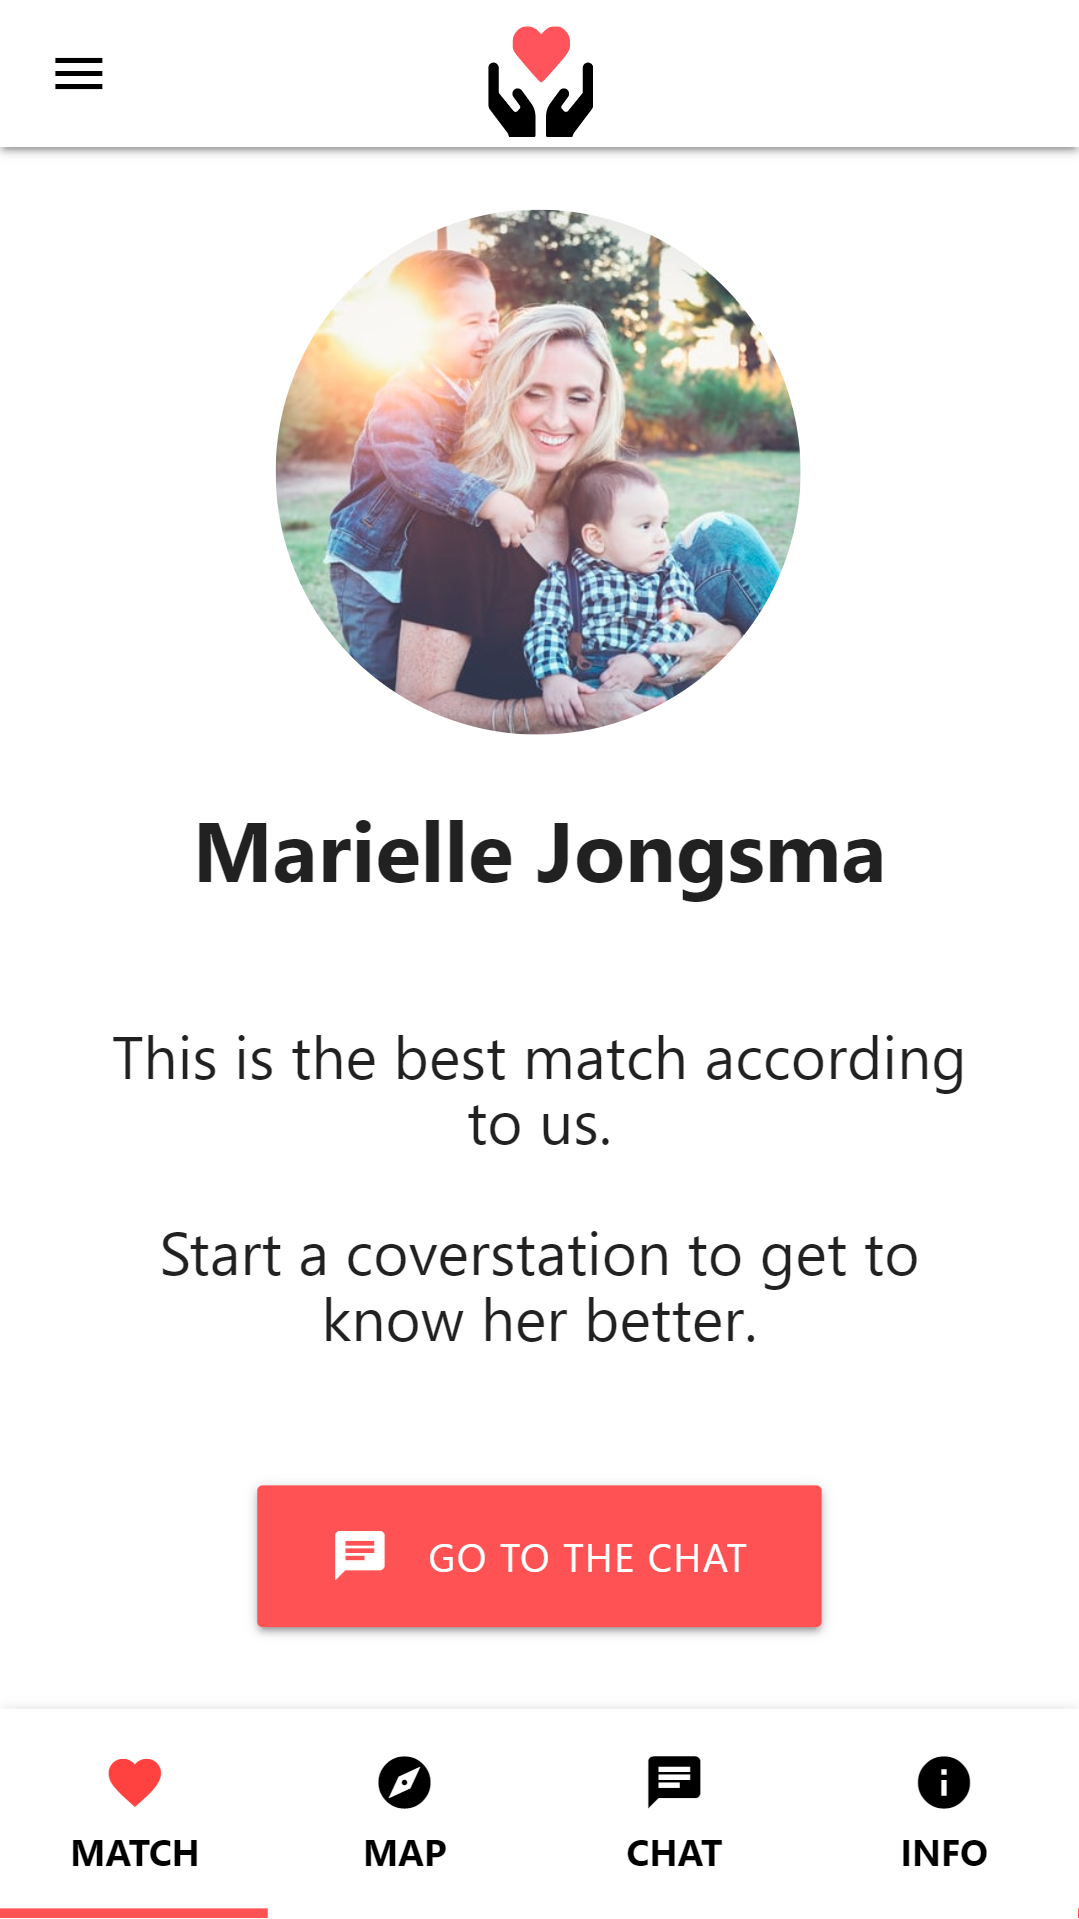 Marielle Jongsma
This is the best match according
to us.
Start a coverstation to get to
know her better.
GO TO THE CHAT
MATCH MAP CHAT INFO